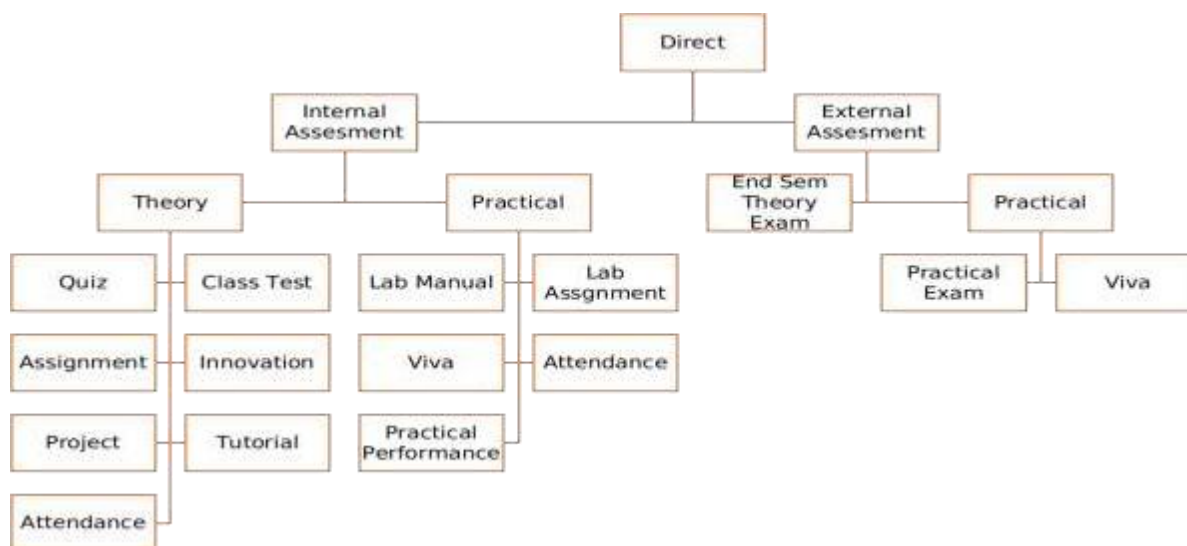 Direct
Internal
Assesment
External
Assesment
Theory
Practical
End Sem
Theory
Exam
Practical
Quiz
Class Test
Lab Manual
Lab
Assgnment
Practical
Exam
Viva
Assignment
Innovation
Viva
Attendance
Project
Tutorial
Practical
Performance
Attendance